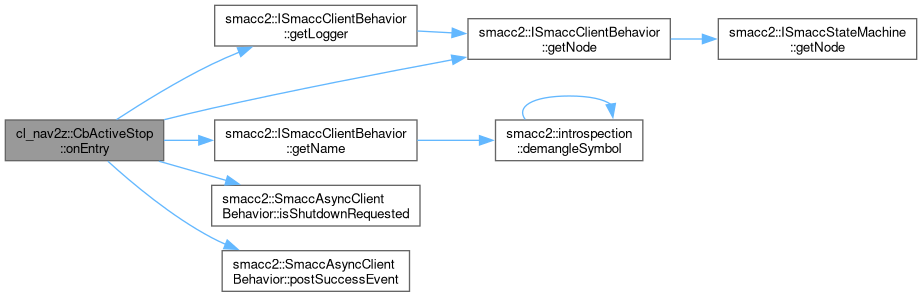 smacc2::ISmaccClientBehavior
::getLogger
smacc2::ISmaccClientBehavior
::getNode
smacc2::ISmaccStateMachine
::getNode
cl_nav2z::CbActiveStop
::onEntry
smacc2::ISmaccClientBehavior
::getName
smacc2::introspection
::demangleSymbol
smacc2::SmaccAsyncClient
Behavior::isShutdownRequested
smacc2::SmaccAsyncClient
Behavior::postSuccessEvent